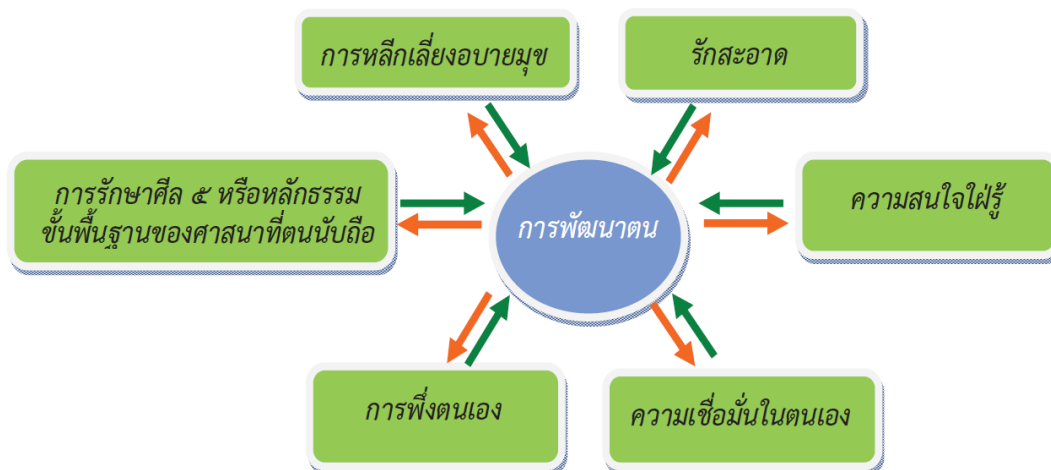 การหลีกเลี่ยงอบายมุข
รักสะอาด
การรักษาศีล ๕ หรือหลักธรรม
ขั้นพื้นฐานของศาสนาที่ตนนับถือ
การพัฒนาตน
ความสนใจใฝ่รู้
การพึ่งตนเอง
ความเชื่อมั่นในตนเอง